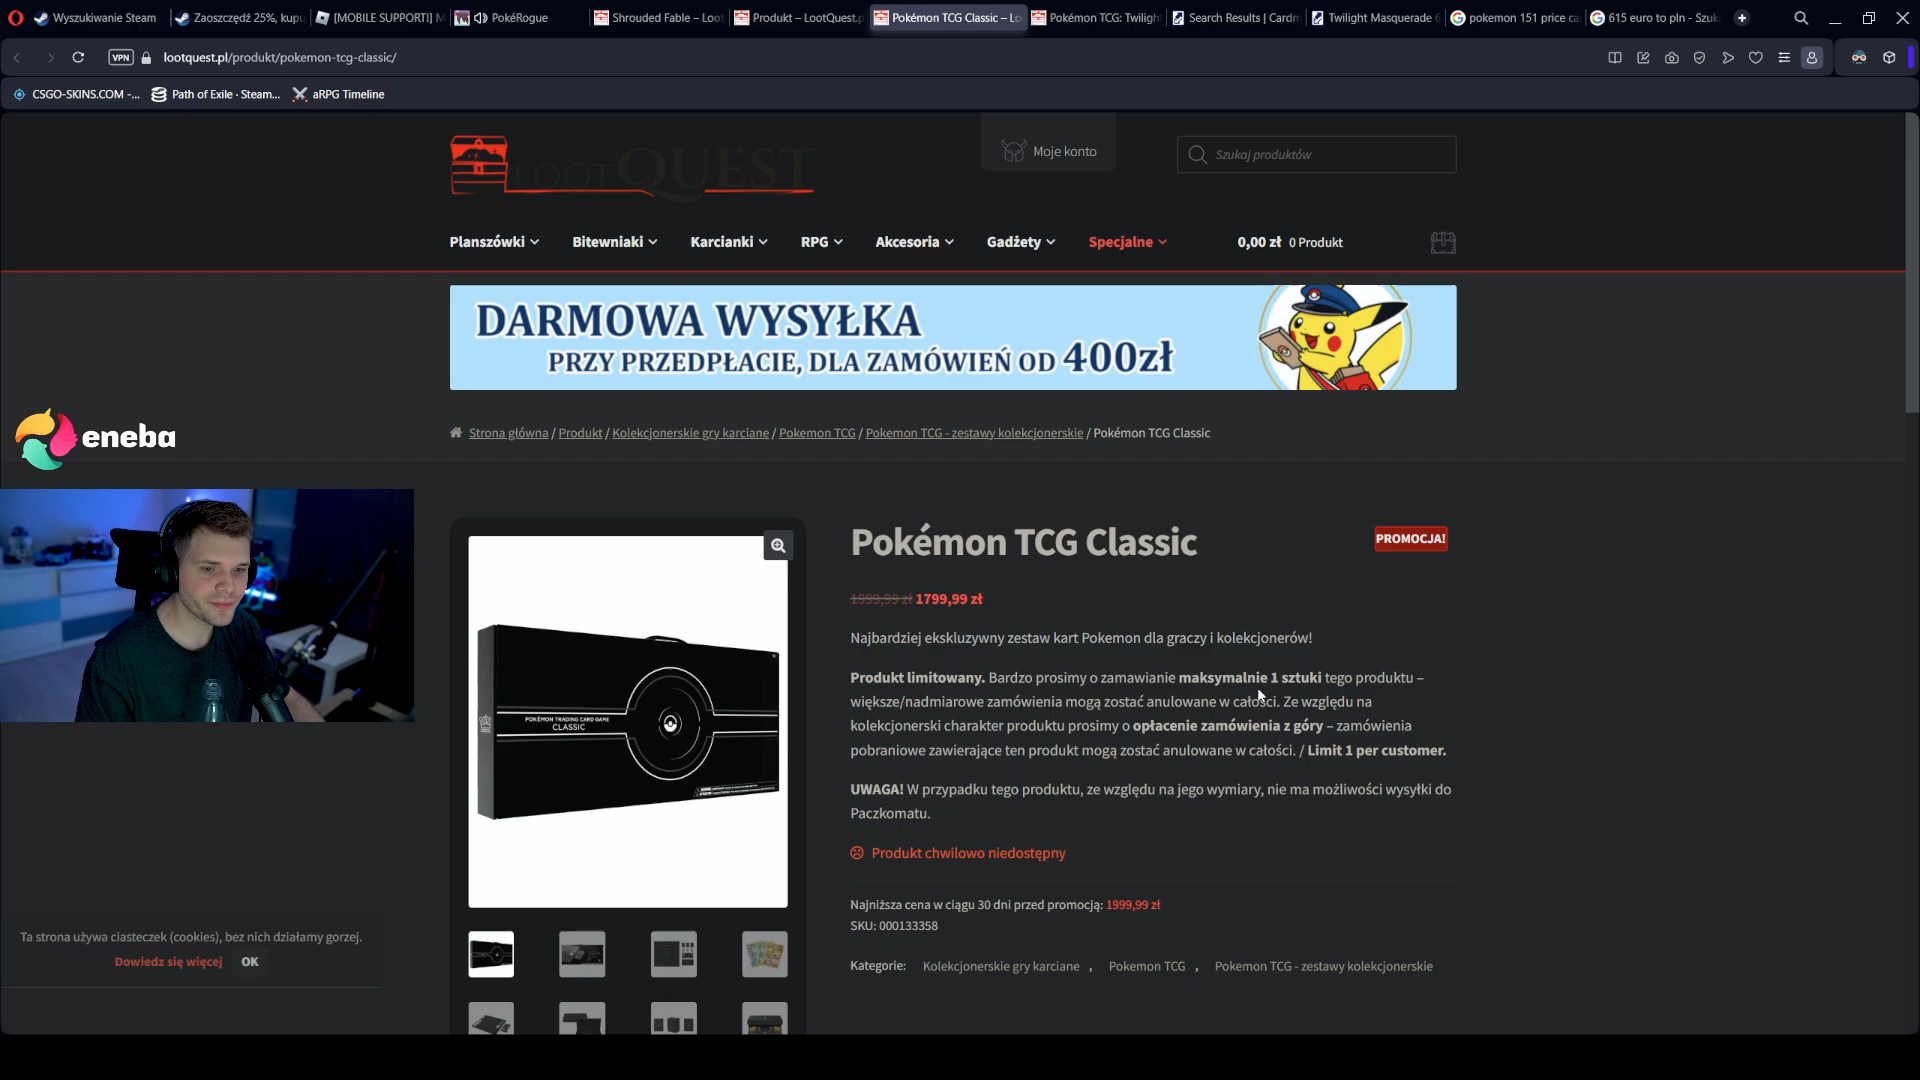 Wyszukiwanie Steam
Zaoszczędź 25%, kupu
[MOBILE SUPPORT!] M
PokéRogue
Shrouded Fable – Loot
Produkt – LootQuest.p
Pokémon TCG Classic – Lo
Pokémon TCG: Twilight
Search Results | Cardm
Twilight Masquerade
pokemon 151 price ca
615 euro to pln - Szuk
VPN
lootquest.pl/produkt/pokemon-tcg-classic/
CSGO-SKINS.COM -...
Path of Exile · Steam...
aRPG Timeline
LOOTQUEST
Moje konto
Szukaj produktów
Planszówki
Bitewniaki
Karcianki
RPG
Akcesoria
Gadżety
Specjalne
0,00 zł 0 Produkt
DARMOWA WYSYŁKA
PRZY PRZEDPŁACIE, DLA ZAMÓWIEŃ OD 400zł
eneba
Strona główna / Produkt / Kolekcjonerskie gry karciane / Pokemon TCG / Pokemon TCG - zestawy kolekcjonerskie / Pokémon TCG Classic
POKÉMON TRADING CARD GAME
CLASSIC
Pokémon TCG Classic
PROMOCJA!
1999,99 zł 1799,99 zł
Najbardziej ekskluzywny zestaw kart Pokemon dla graczy i kolekcjonerów!
Produkt limitowany. Bardzo prosimy o zamawianie maksymalnie 1 sztuki tego produktu –
większe/nadmiarowe zamówienia mogą zostać anulowane w całości. Ze względu na
kolekcjonerski charakter produktu prosimy o opłacenie zamówienia z góry – zamówienia
pobraniowe zawierające ten produkt mogą zostać anulowane w całości. / Limit 1 per customer.
UWAGA! W przypadku tego produktu, ze względu na jego wymiary, nie ma możliwości wysyłki do
Paczkomatu.
Produkt chwilowo niedostępny
Najniższa cena w ciągu 30 dni przed promocją: 1999,99 zł
SKU: 000133358
Kategorie: Kolekcjonerskie gry karciane , Pokemon TCG , Pokemon TCG - zestawy kolekcjonerskie
Ta strona używa ciasteczek (cookies), bez nich działamy gorzej.
Dowiedz się więcej OK